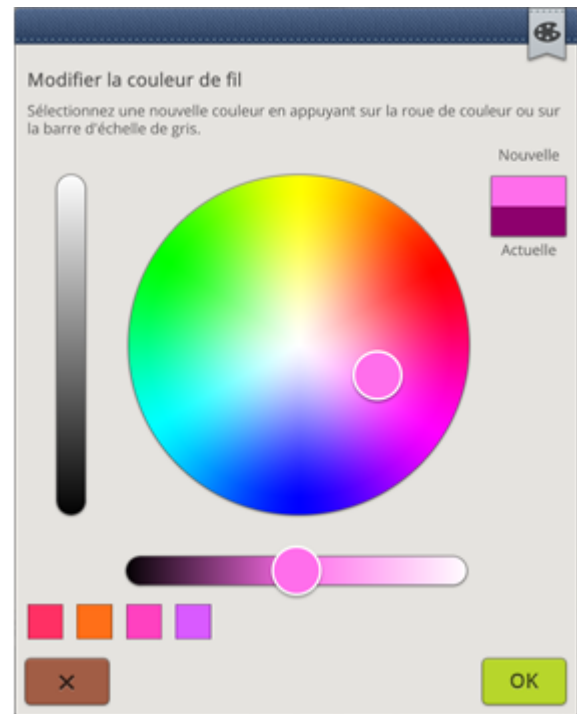 Modifier la couleur de fil
Sélectionnez une nouvelle couleur en appuyant sur la roue de couleur ou sur
la barre d'échelle de gris.
Nouvelle
Actuelle
OK